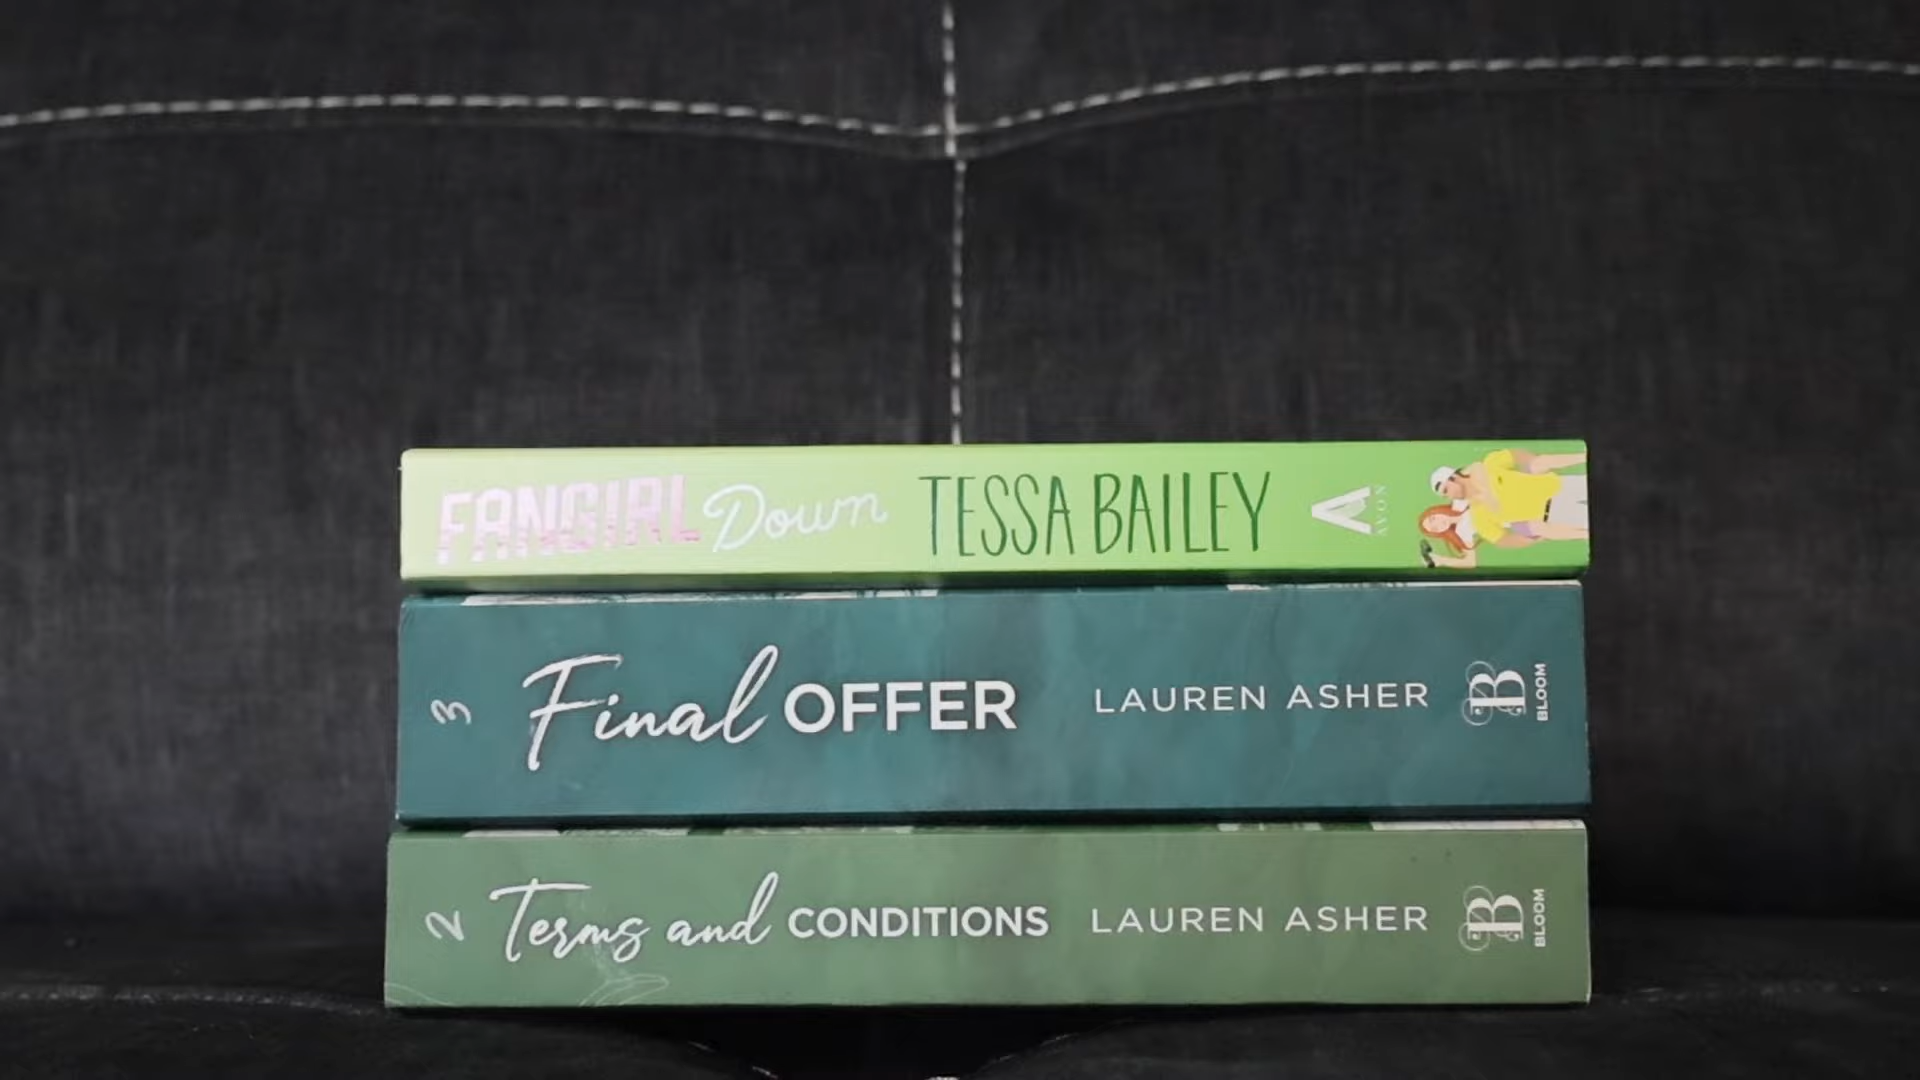 FANGIRL Down TESSA BAILEY A AVON
3 Final OFFER LAUREN ASHER B BLOOM
2 Terms and CONDITIONS LAUREN ASHER B BLOOM